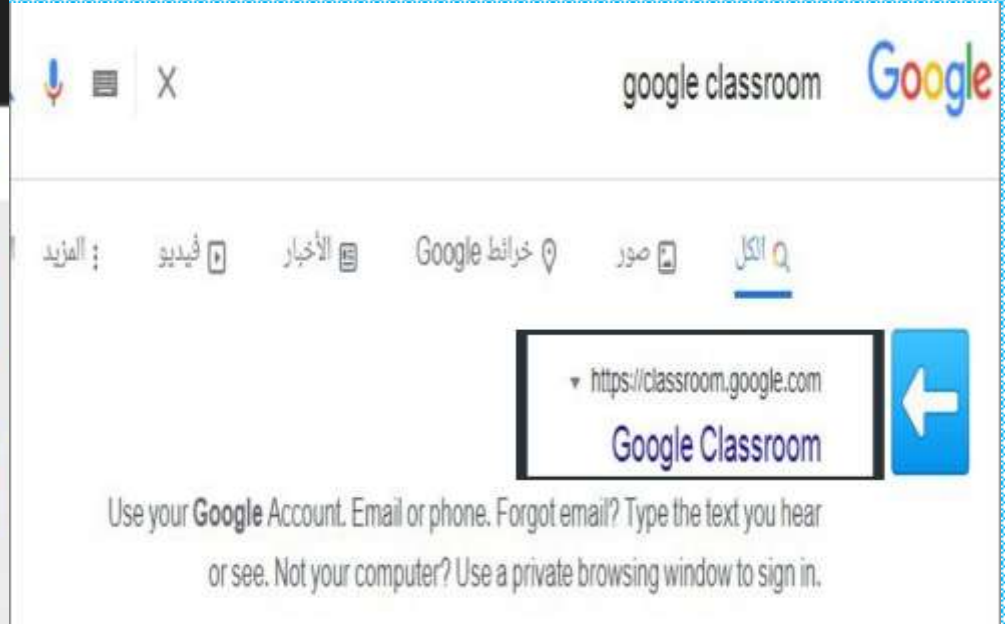 Google google classroom X
الكل صور خرائط Google الأخبار فيديو المزيد
https://classroom.google.com
Google Classroom
Use your Google Account. Email or phone. Forgot email? Type the text you hear
or see. Not your computer? Use a private browsing window to sign in.